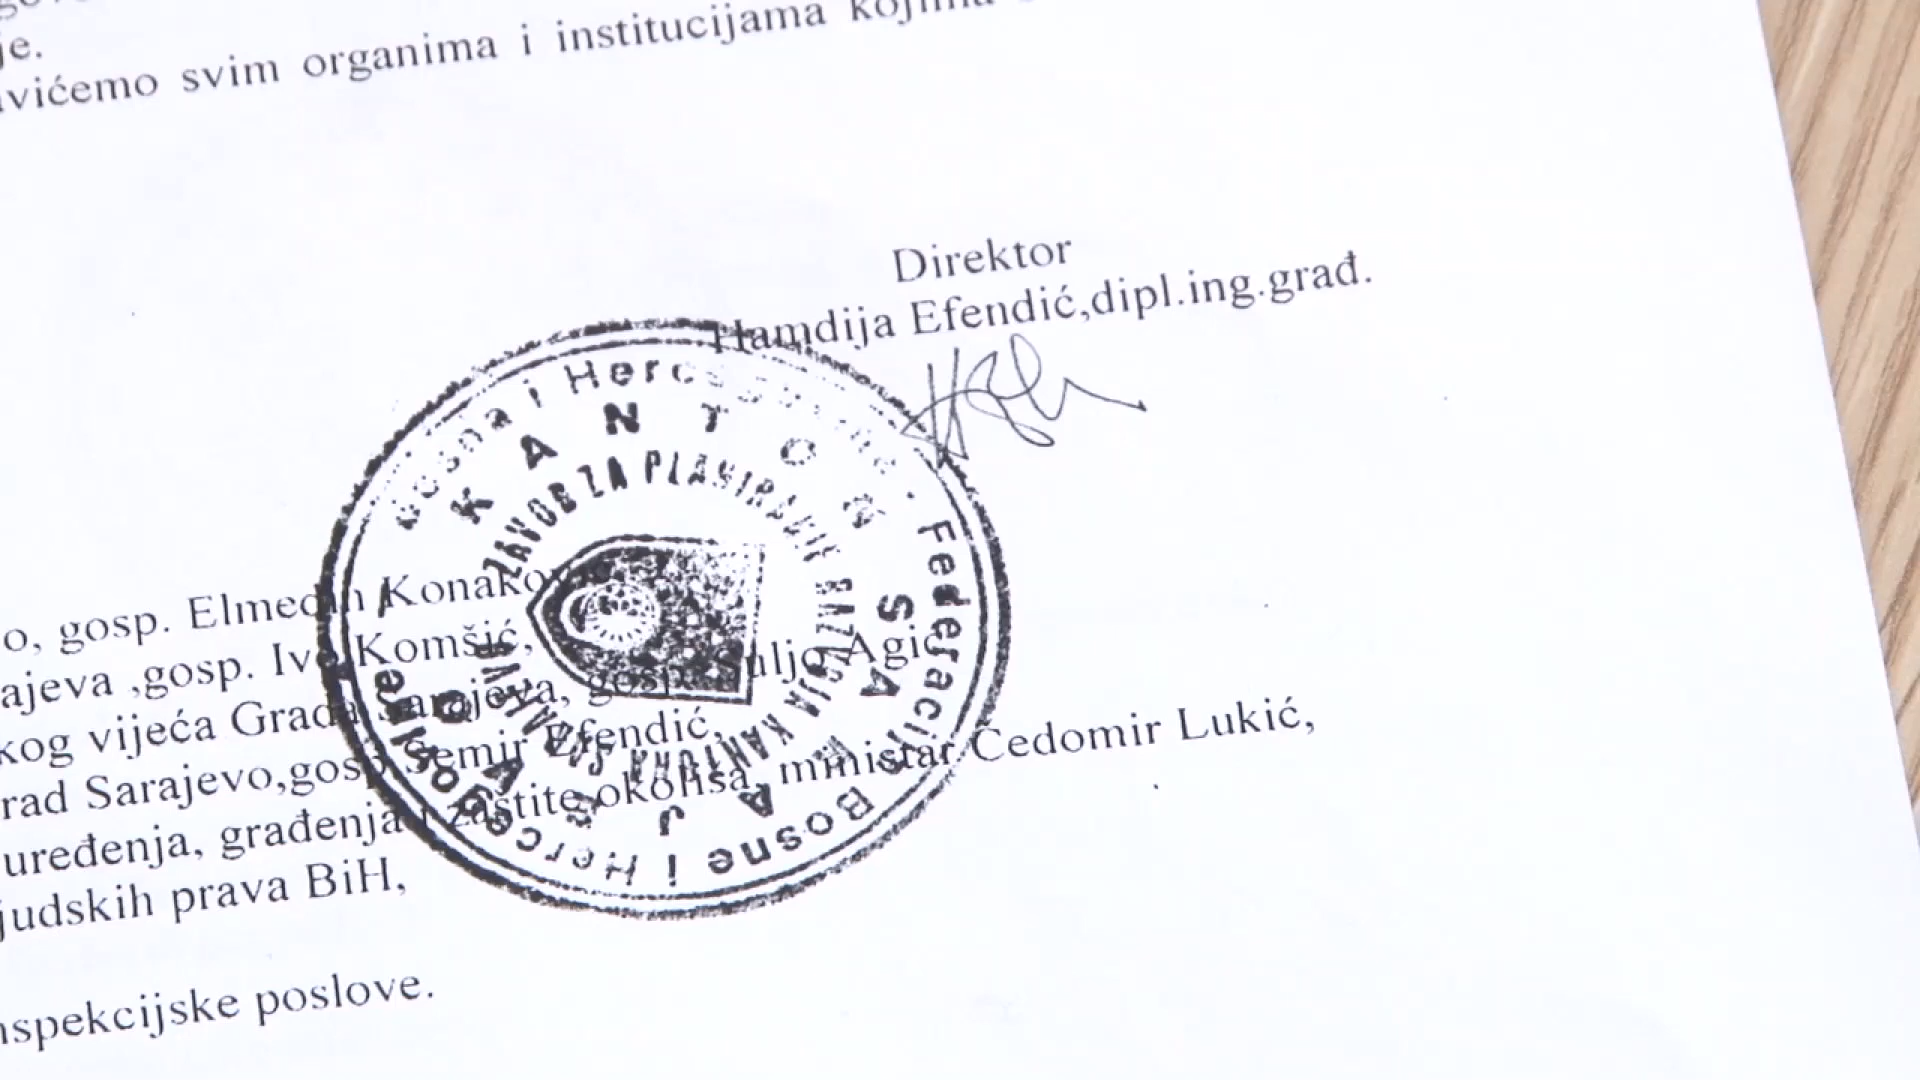 je.
vićemo svim organima i institucijama
Direktor
Hamdija Efendić,dipl.ing.građ.
Bosna i Hercegovina . Federacija Bosne i Hercegovine
KANTON SARAJEVO
ZAVOD ZA PLANIRANJE RAZVOJA KANTONA SARAJEVO
o, gosp. Elmedin Konaković
ajeva ,gosp. Ivo Komšić,
kog vijeća Grada Sarajeva, gosp. Suljo Agić
rad Sarajevo,gosp Semir Efendić,
uređenja, građenja i zaštite okoliša, ministar Čedomir Lukić,
judskih prava BiH,
nspekcijske poslove.